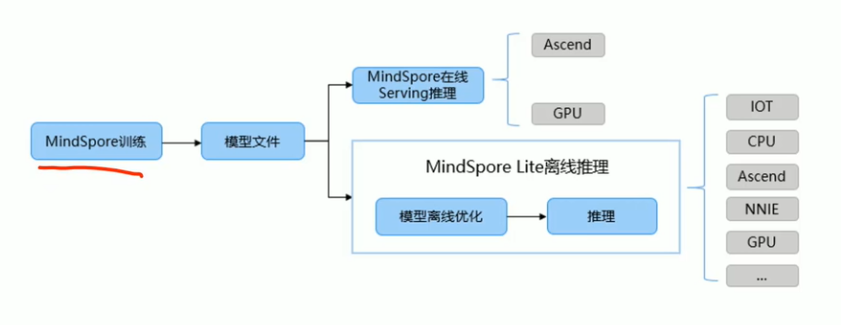 MindSpore训练
模型文件
MindSpore在线
Serving推理
Ascend
GPU
MindSpore Lite离线推理
模型离线优化
推理
IOT
CPU
Ascend
NNIE
GPU
...